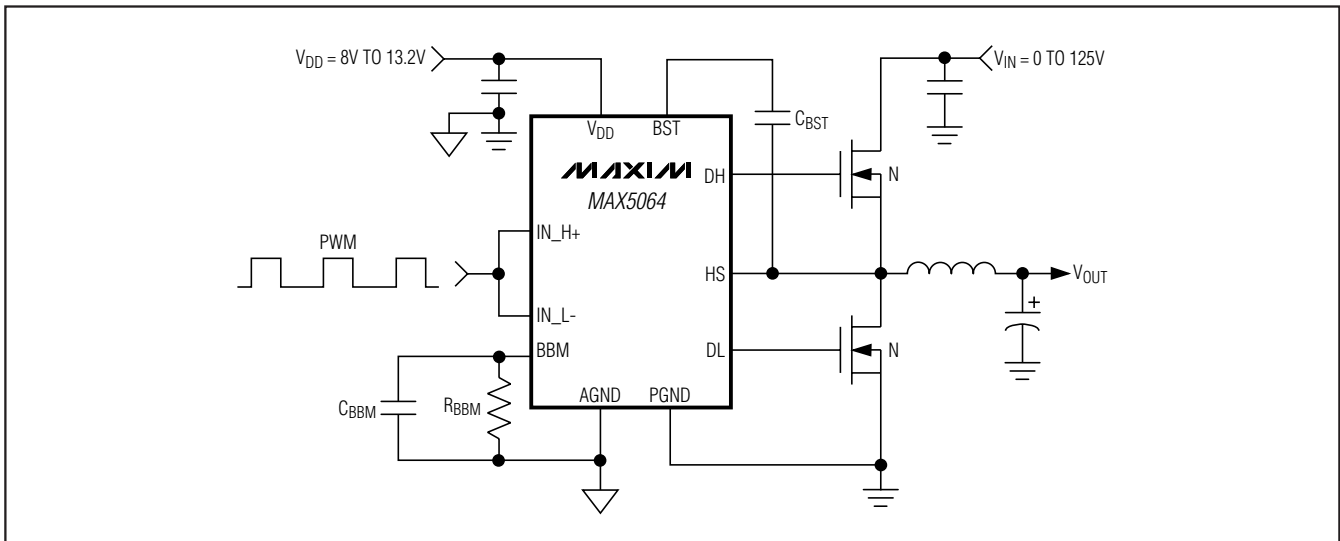 V_DD = 8V TO 13.2V
V_IN = 0 TO 125V
V_DD
BST
C_BST
MAXIM
MAX5064
DH
N
PWM
IN_H+
HS
V_OUT
+
IN_L-
BBM
DL
N
C_BBM
R_BBM
AGND
PGND